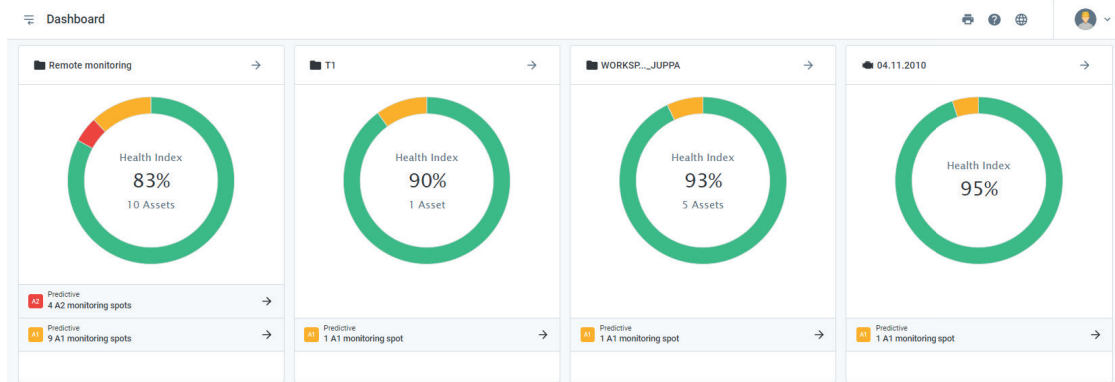 Dashboard
Remote monitoring
Health Index
83%
10 Assets
A2
Predictive
4 A2 monitoring spots
A1
Predictive
9 A1 monitoring spots
T1
Health Index
90%
1 Asset
A1
Predictive
1 A1 monitoring spot
WORKSP..._JUPPA
Health Index
93%
5 Assets
A1
Predictive
1 A1 monitoring spot
04.11.2010
Health Index
95%
A1
Predictive
1 A1 monitoring spot